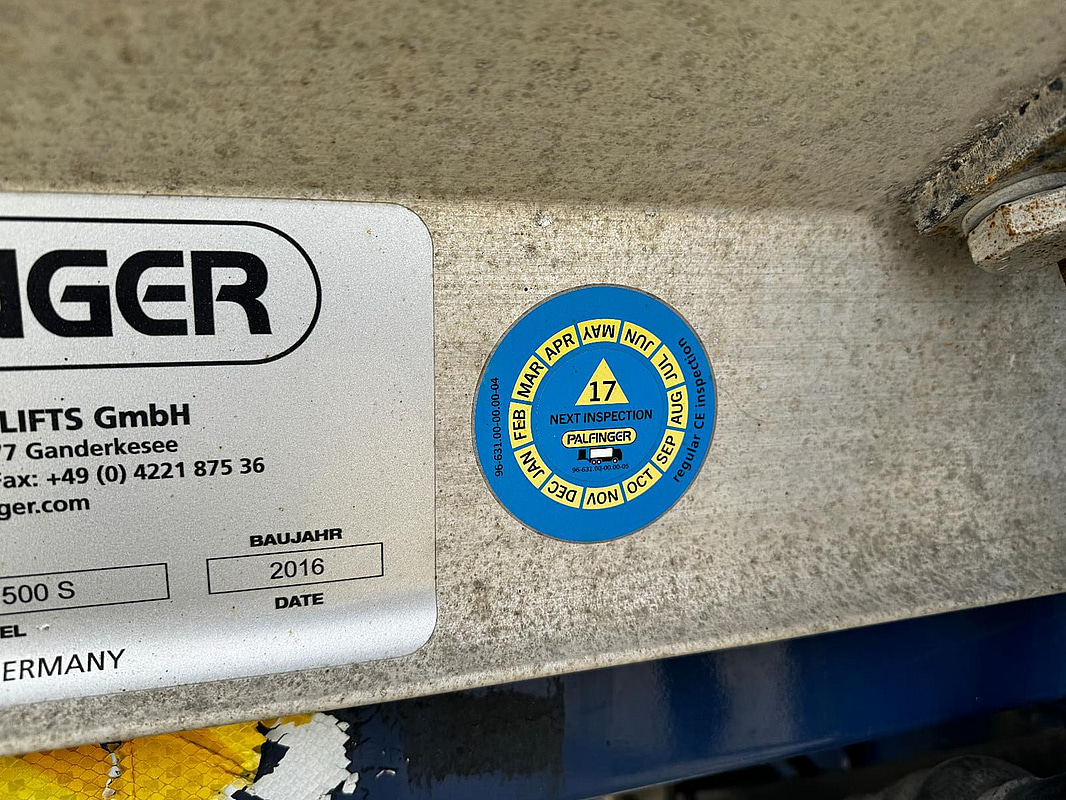 NGER
LIFTS GmbH
77 Ganderkesee
Fax: +49 (0) 4221 875 36
ger.com
BAUJAHR
500 S
2016
EL
DATE
ERMANY
96-631.00-00.00-04
JAN FEB MAR APR MAY JUN JUL AUG SEP OCT NOV DEC
17
NEXT INSPECTION
PALFINGER
96-631.00-00.00-05
regular CE inspection